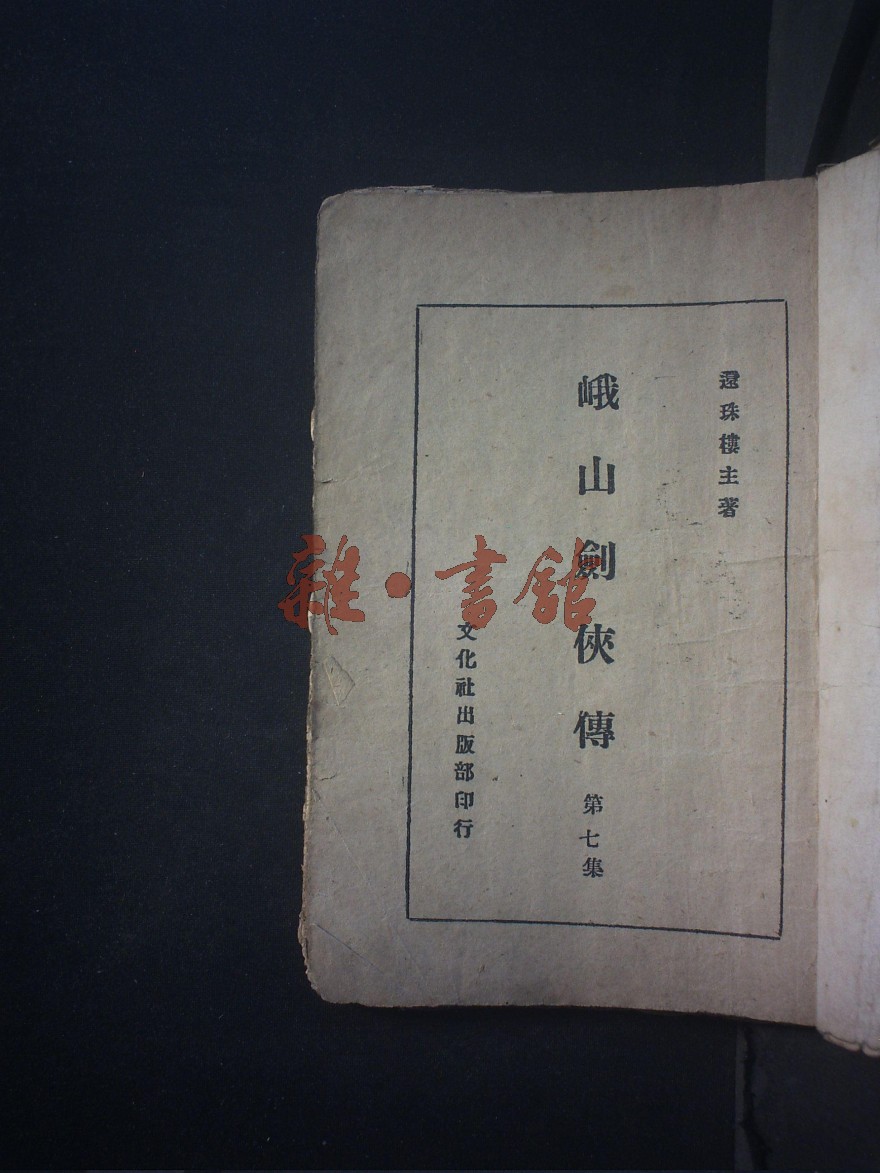 還珠樓主著
峨山劍俠傳 第七集
文化社出版部印行
雜·書館